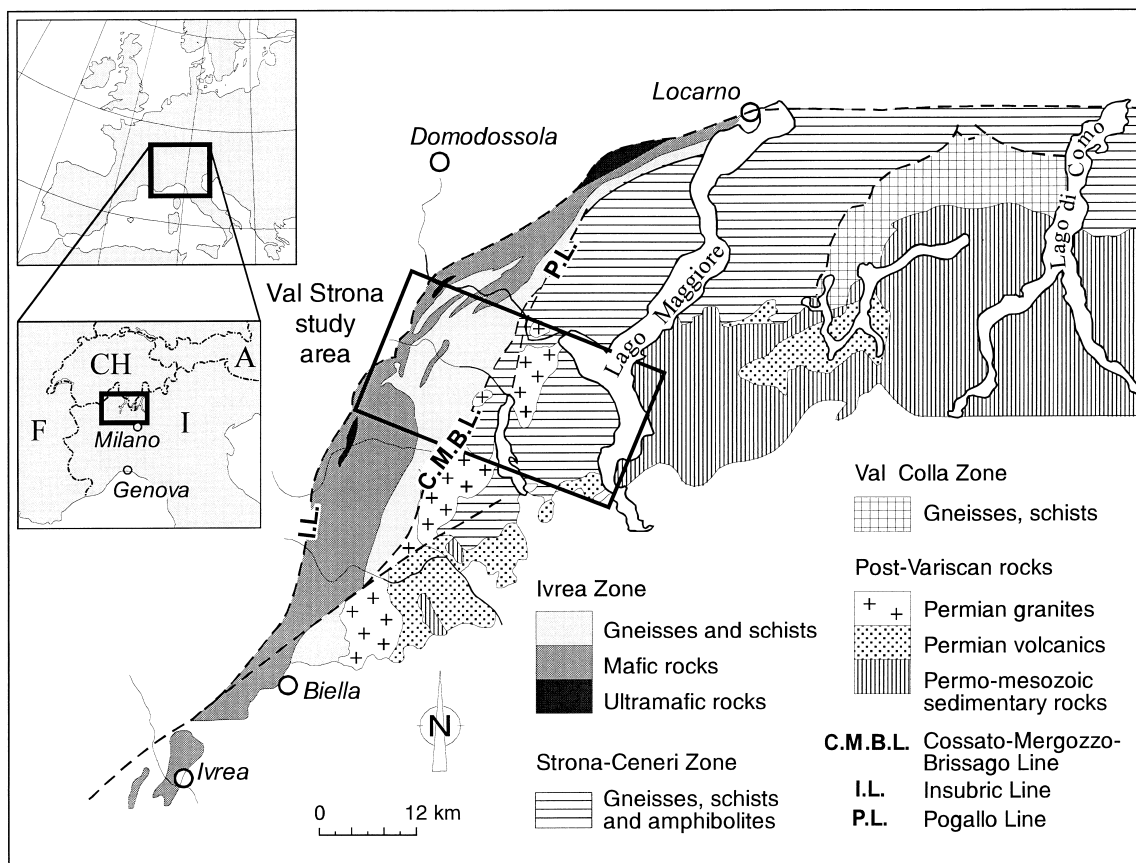 Locarno
Domodossola
Val Strona
study
area
P.L.
Lago Maggiore
Lago di Como
CH
A
F
I
Milano
Genova
C.M.B.L.
I.L.
Biella
Ivrea
N
0 12 km
Ivrea Zone
Gneisses and schists
Mafic rocks
Ultramafic rocks
Strona-Ceneri Zone
Gneisses, schists
and amphibolites
Val Colla Zone
Gneisses, schists
Post-Variscan rocks
Permian granites
Permian volcanics
Permo-mesozoic
sedimentary rocks
C.M.B.L. Cossato-Mergozzo-
Brissago Line
I.L. Insubric Line
P.L. Pogallo Line